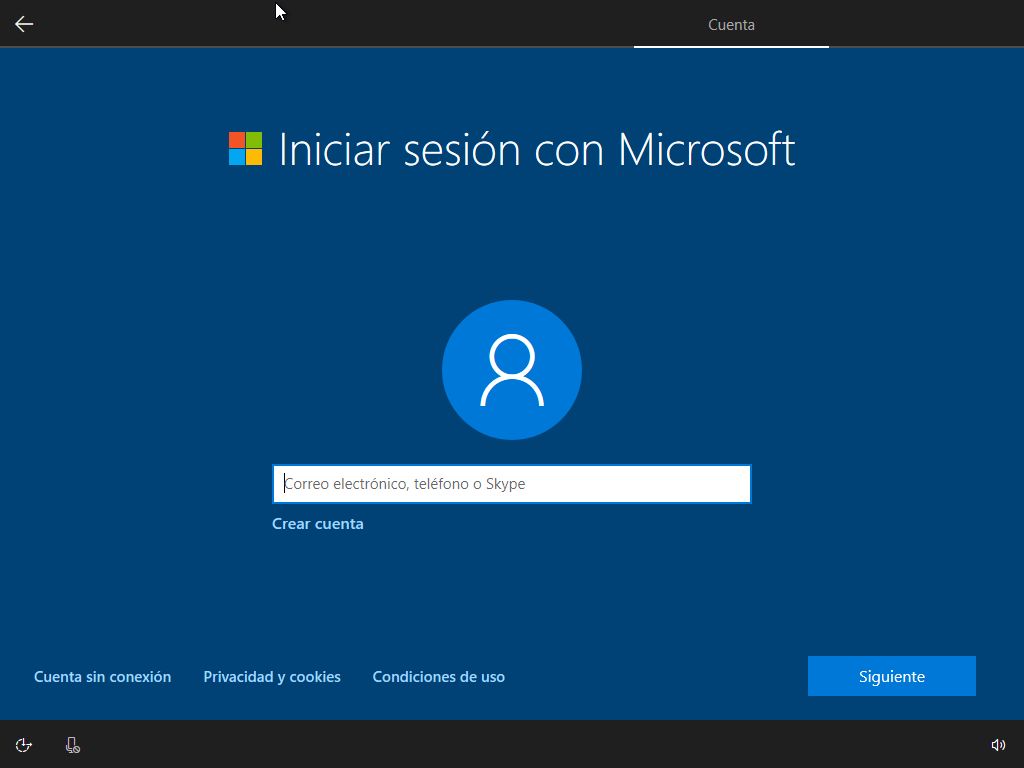 Cuenta
Iniciar sesión con Microsoft
Correo electrónico, teléfono o Skype
Crear cuenta
Cuenta sin conexión
Privacidad y cookies
Condiciones de uso
Siguiente